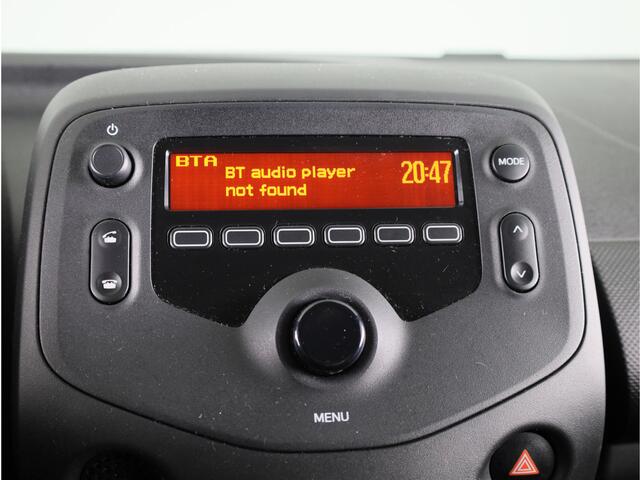 BTA
BT audio player
not found
20:47
MODE
MENU